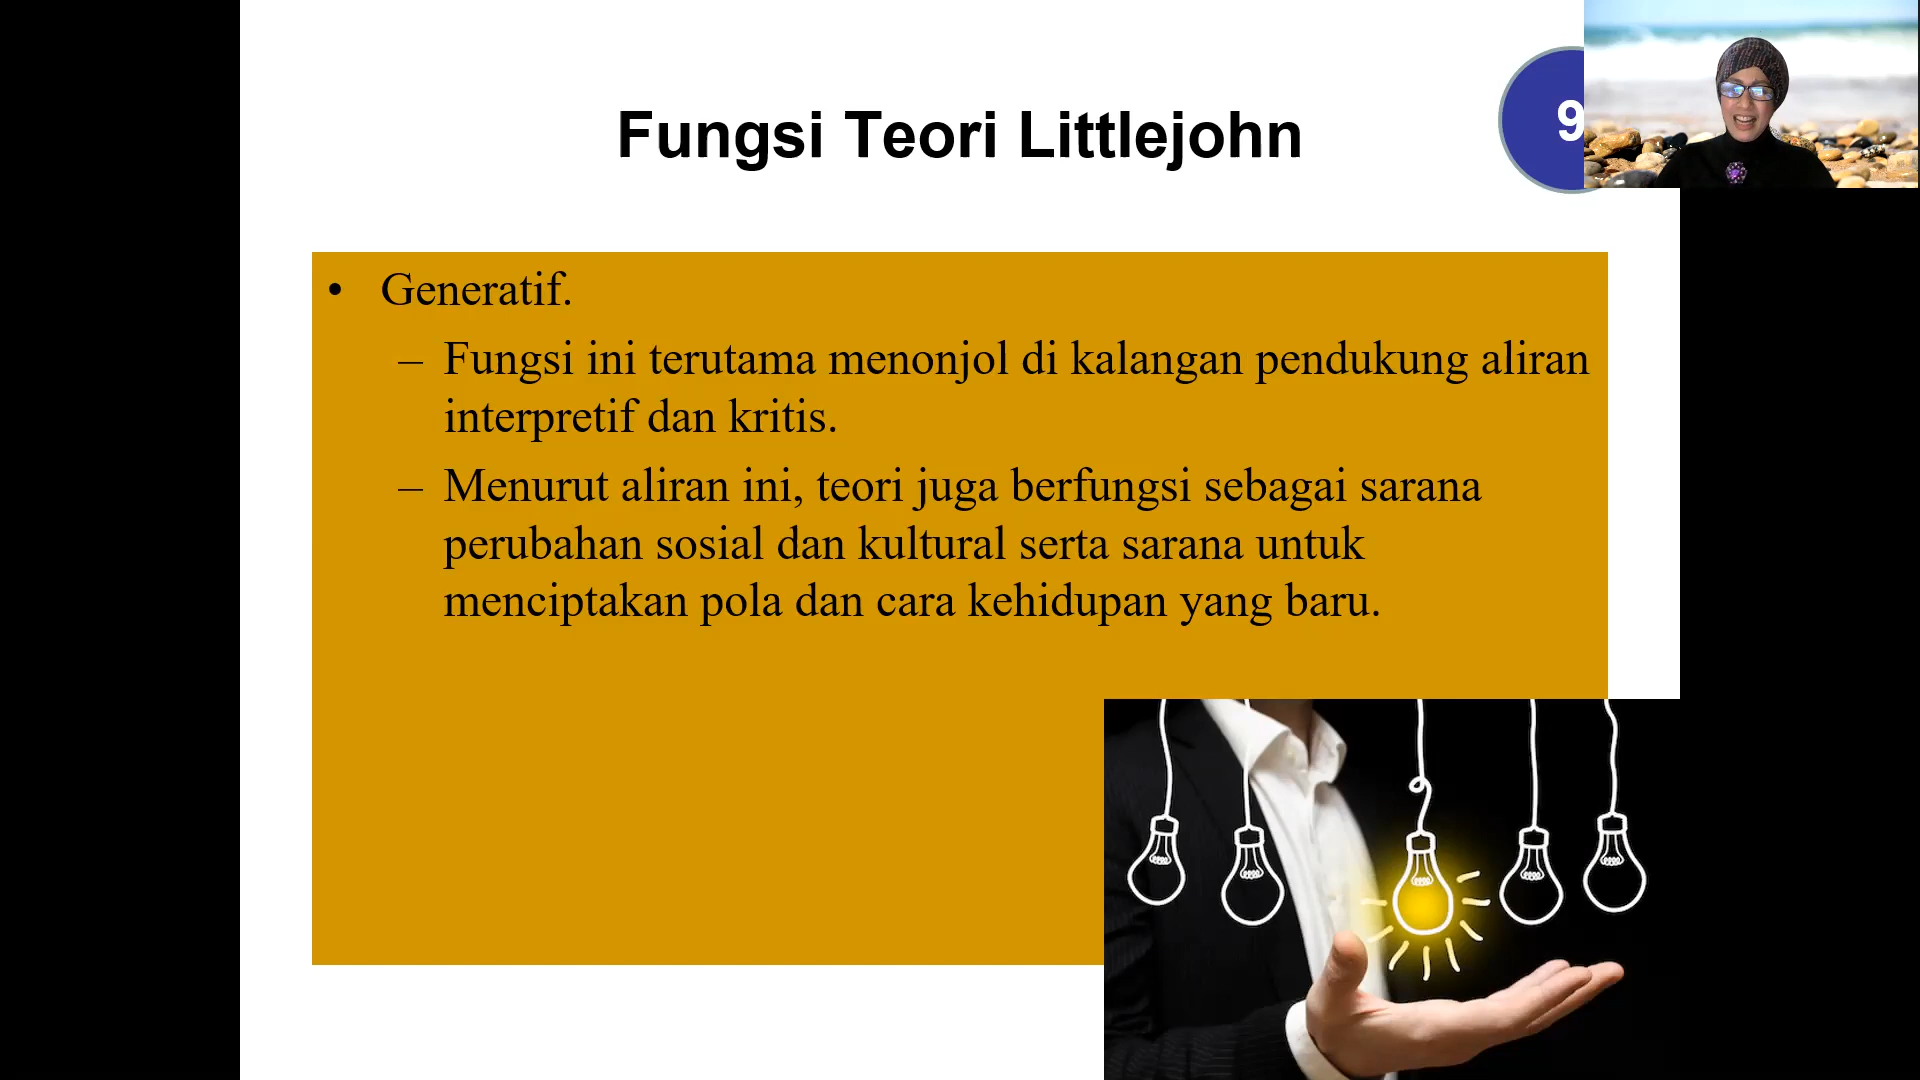 Fungsi Teori Littlejohn
9
• Generatif.
– Fungsi ini terutama menonjol di kalangan pendukung aliran
interpretif dan kritis.
– Menurut aliran ini, teori juga berfungsi sebagai sarana
perubahan sosial dan kultural serta sarana untuk
menciptakan pola dan cara kehidupan yang baru.